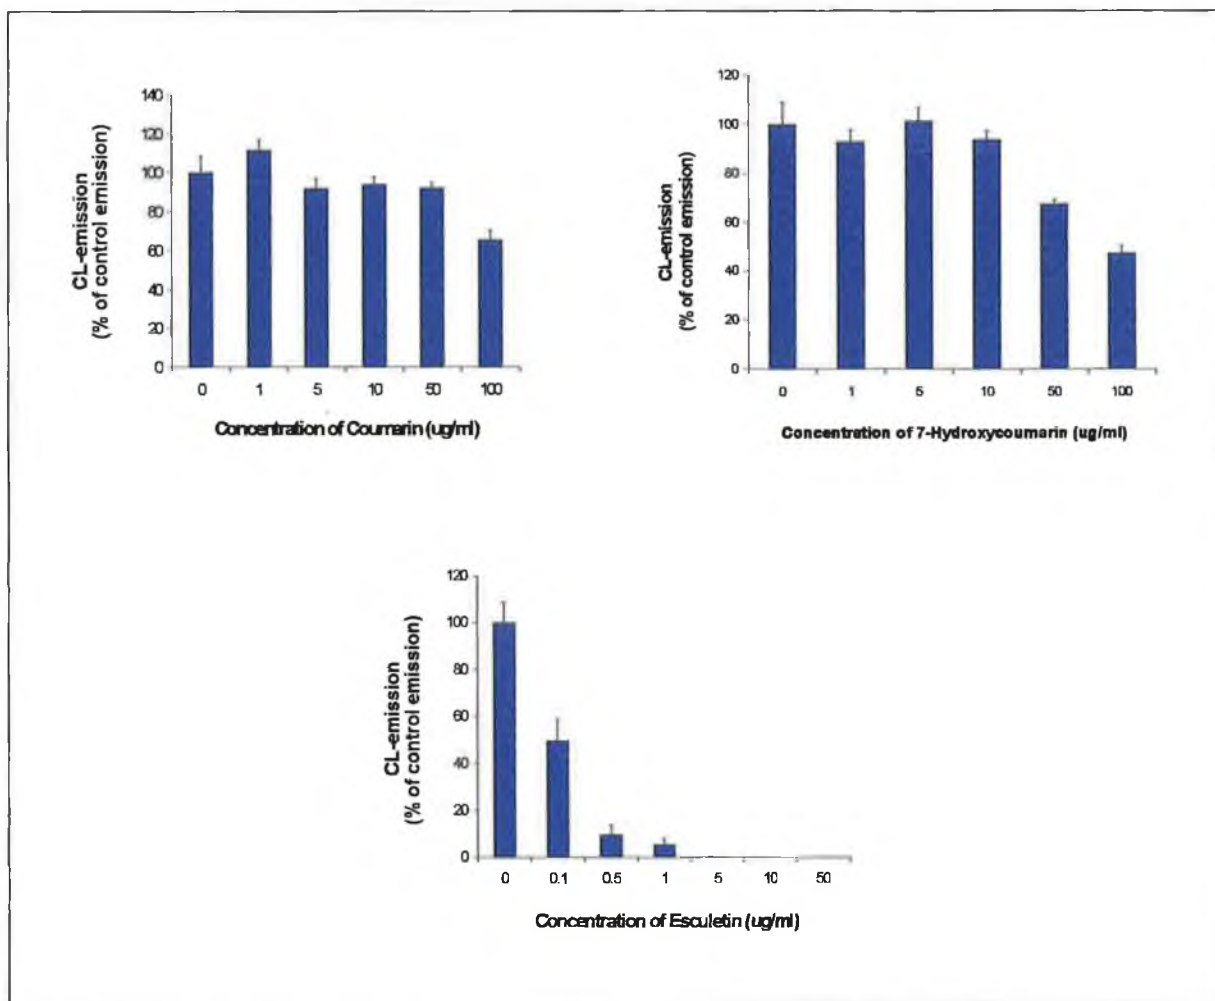 CL-emission
(% of control emission)
140
120
100
80
60
40
20
0
0 1 5 10 50 100
Concentration of Coumarin (ug/ml)
CL-emission
(% of control emission)
120
100
80
60
40
20
0
0 1 5 10 50 100
Concentration of 7-Hydroxycoumarin (ug/ml)
CL-emission
(% of control emission)
120
100
80
60
40
20
0
0 0.1 0.5 1 5 10 50
Concentration of Esculetin (ug/ml)